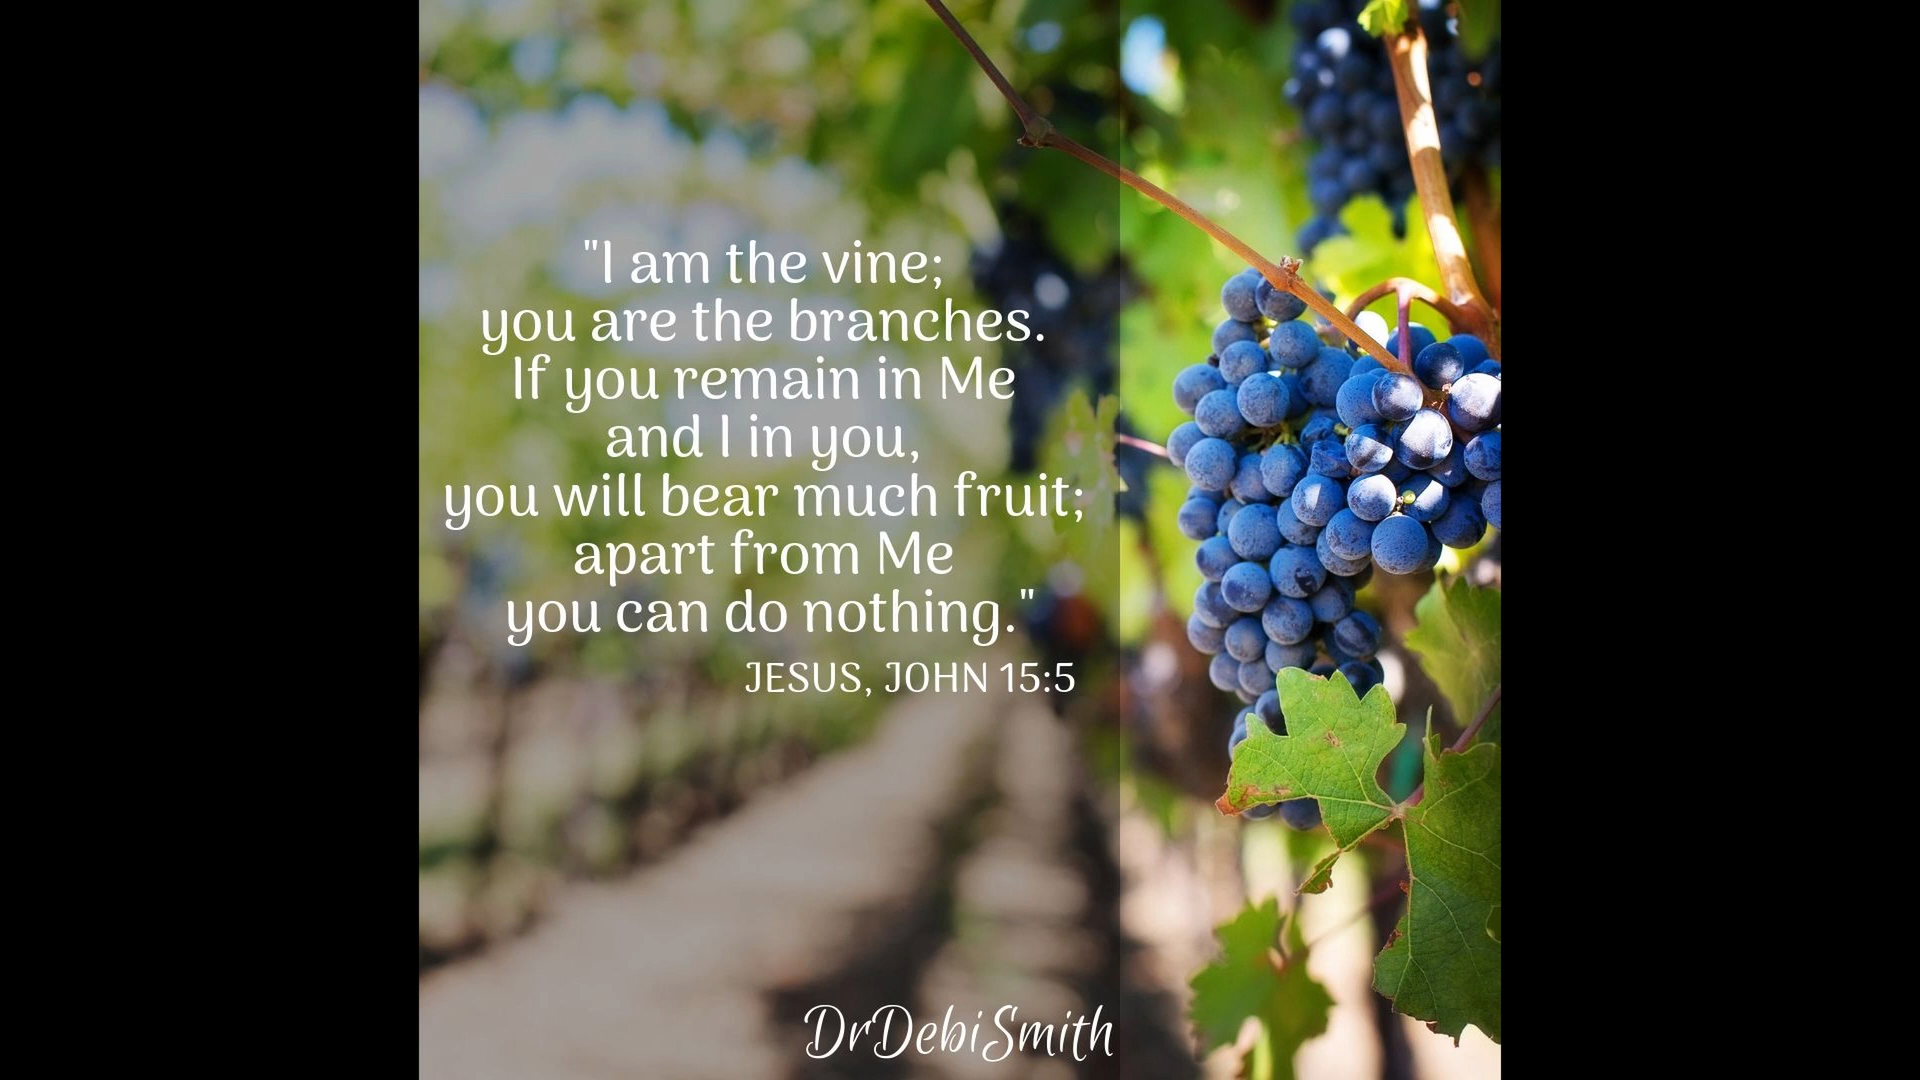 "I am the vine;
you are the branches.
If you remain in Me
and I in you,
you will bear much fruit;
apart from Me
you can do nothing."
JESUS, JOHN 15:5
DrDebiSmith